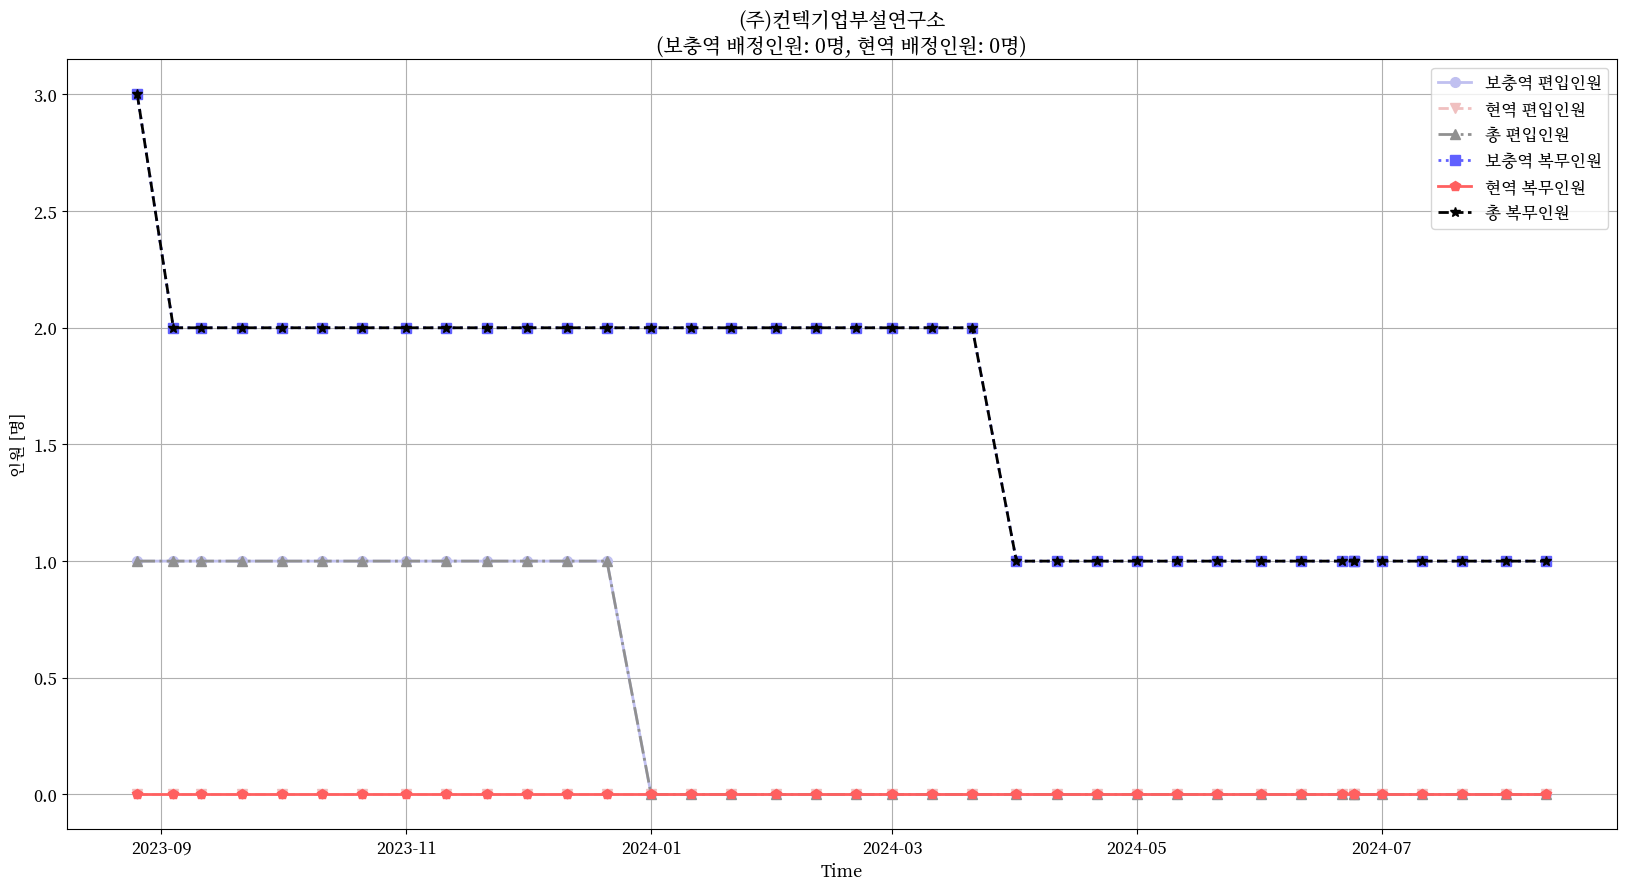 (주)컨텍기업부설연구소
(보충역 배정인원: 0명, 현역 배정인원: 0명)
보충역 편입인원
현역 편입인원
총 편입인원
보충역 복무인원
현역 복무인원
총 복무인원
인원 [명]
3.0
2.5
2.0
1.5
1.0
0.5
0.0
2023-09 2023-11 2024-01 2024-03 2024-05 2024-07
Time